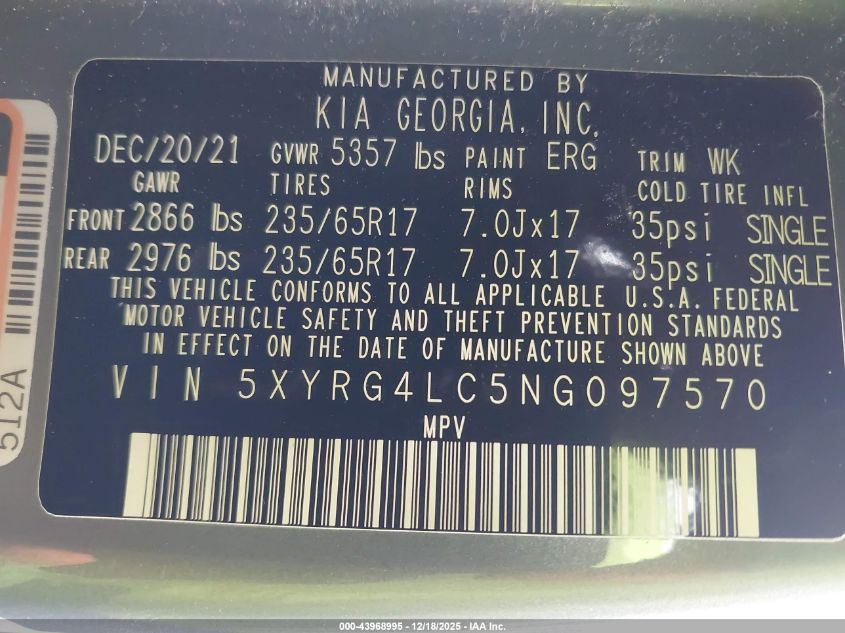 MANUFACTURED BY
KIA GEORGIA, INC.
DEC/20/21 GVWR 5357 lbs PAINT ERG TRIM WK
GAWR TIRES RIMS COLD TIRE INFL
FRONT 2866 lbs 235/65R17 7.0Jx17 35psi SINGLE
REAR 2976 lbs 235/65R17 7.0Jx17 35psi SINGLE
THIS VEHICLE CONFORMS TO ALL APPLICABLE U.S.A. FEDERAL
MOTOR VEHICLE SAFETY AND THEFT PREVENTION STANDARDS
IN EFFECT ON THE DATE OF MANUFACTURE SHOWN ABOVE
VIN 5XYRG4LC5NG097570
MPV
512A
000-43968995 - 12/18/2025 - IAA Inc.